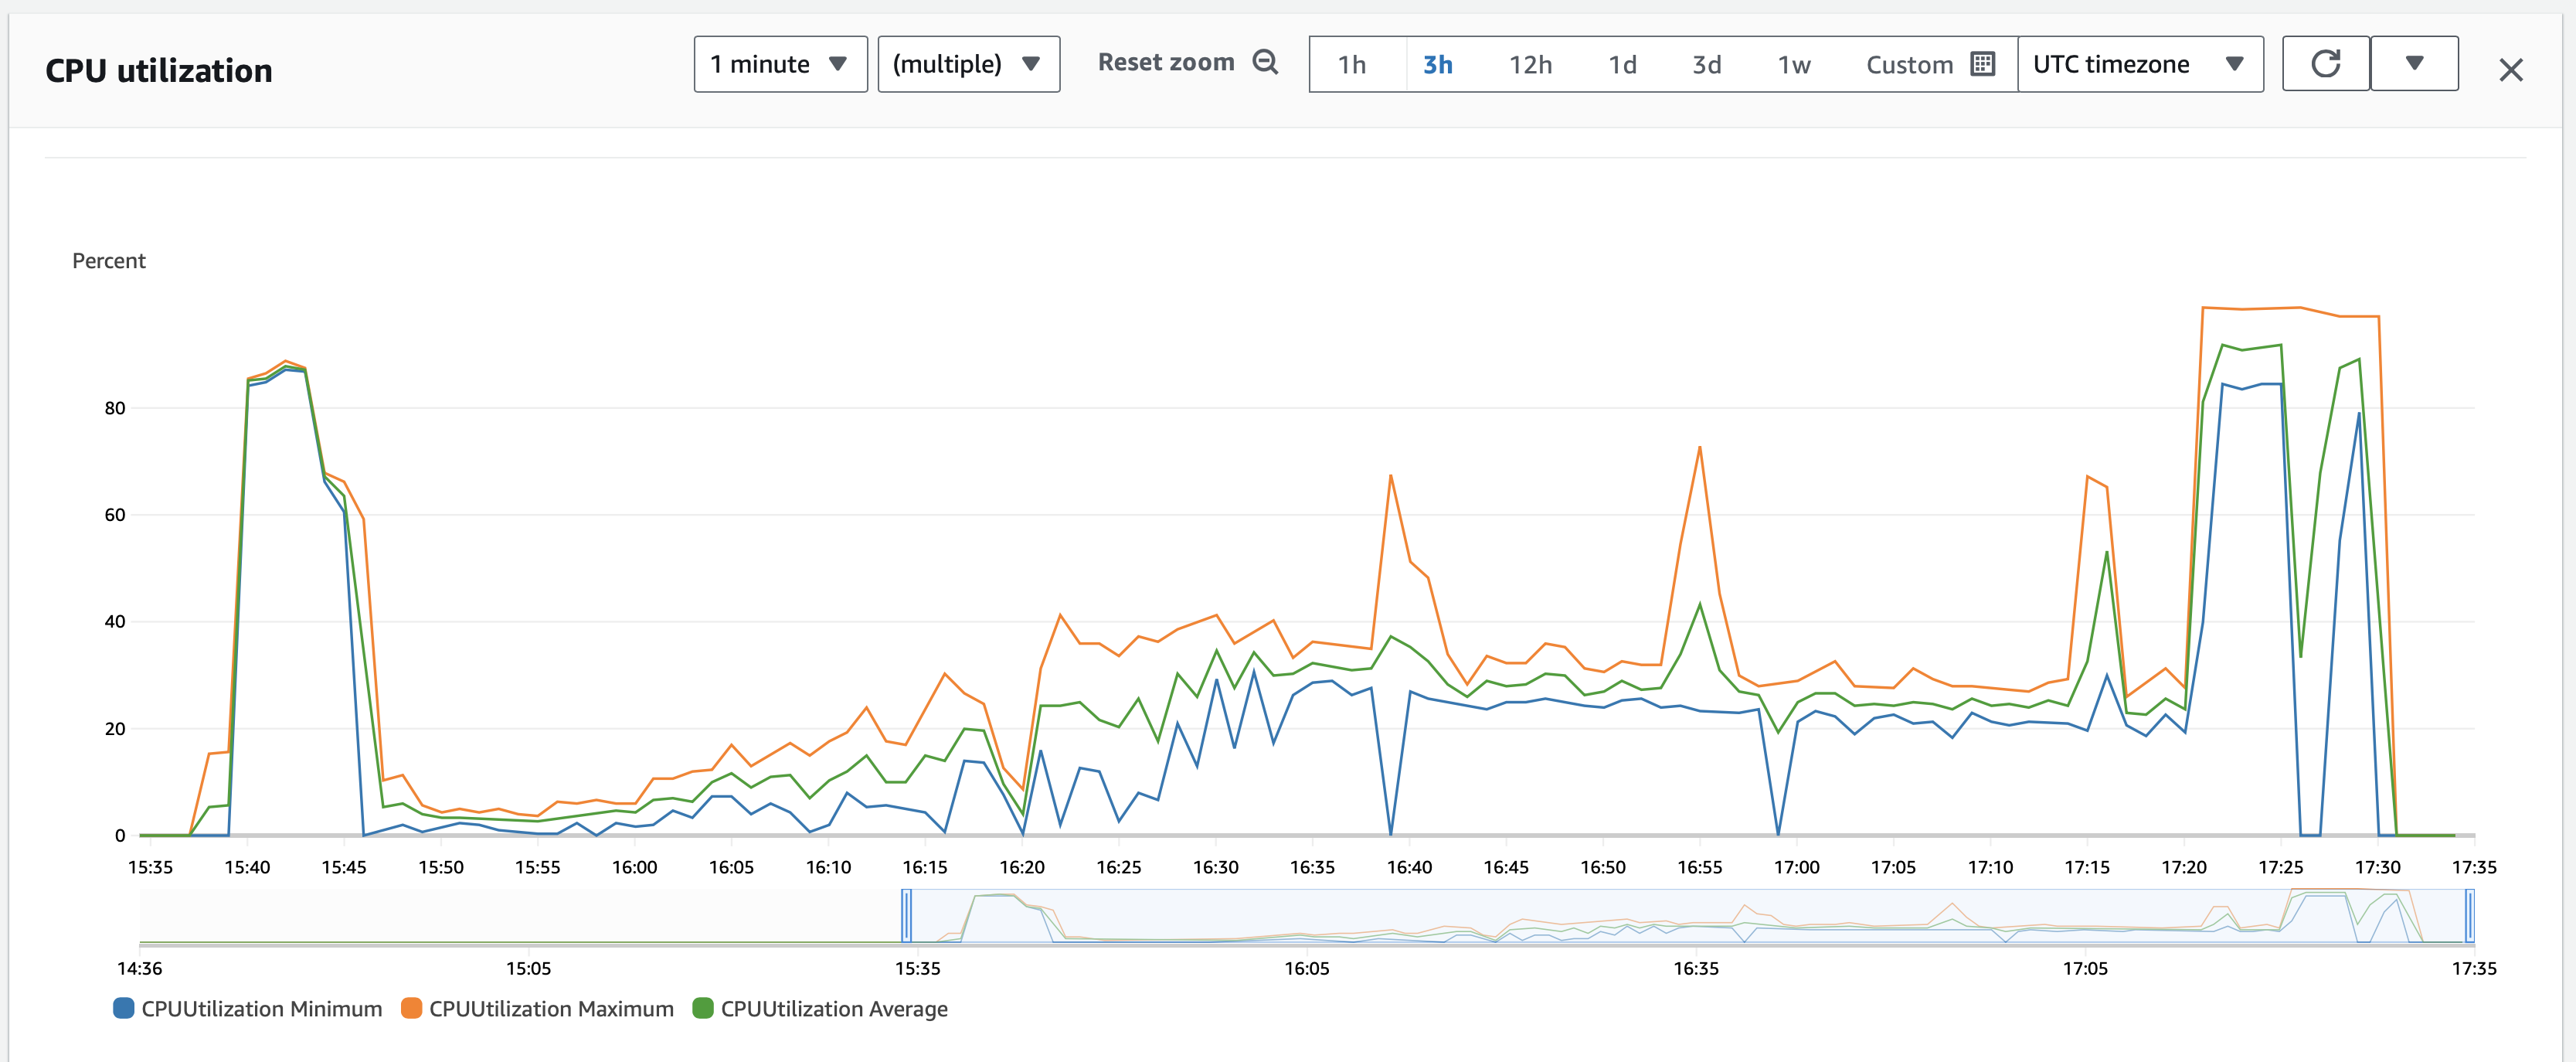 CPU utilization
1 minute
(multiple)
Reset zoom
1h 3h 12h 1d 3d 1w Custom
UTC timezone
Percent
80
60
40
20
0
15:35 15:40 15:45 15:50 15:55 16:00 16:05 16:10 16:15 16:20 16:25 16:30 16:35 16:40 16:45 16:50 16:55 17:00 17:05 17:10 17:15 17:20 17:25 17:30 17:35
14:36 15:05 15:35 16:05 16:35 17:05 17:35
CPUUtilization Minimum CPUUtilization Maximum CPUUtilization Average